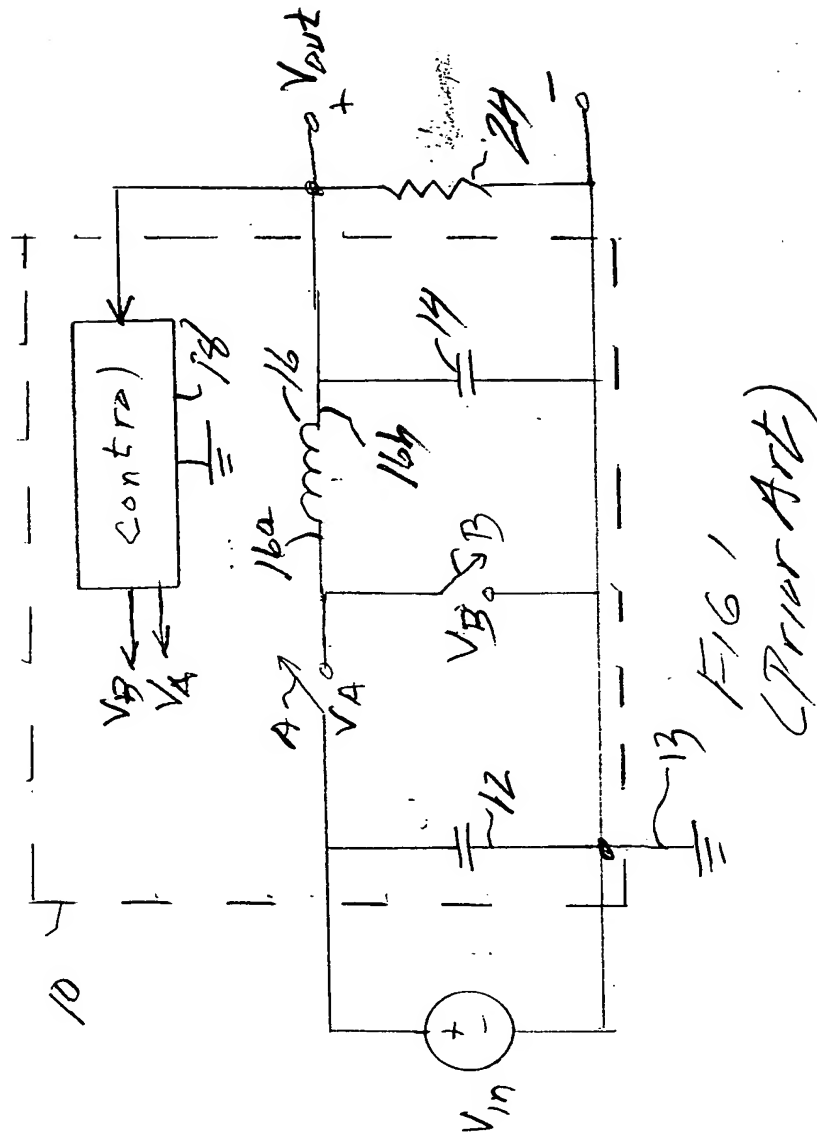 10
VB
VA
Control
18
Vout
+
A
VA
16a
16
16b
B
VB
14
24
-
12
13
Vin
+
-
FIG 1
(Prior Art)